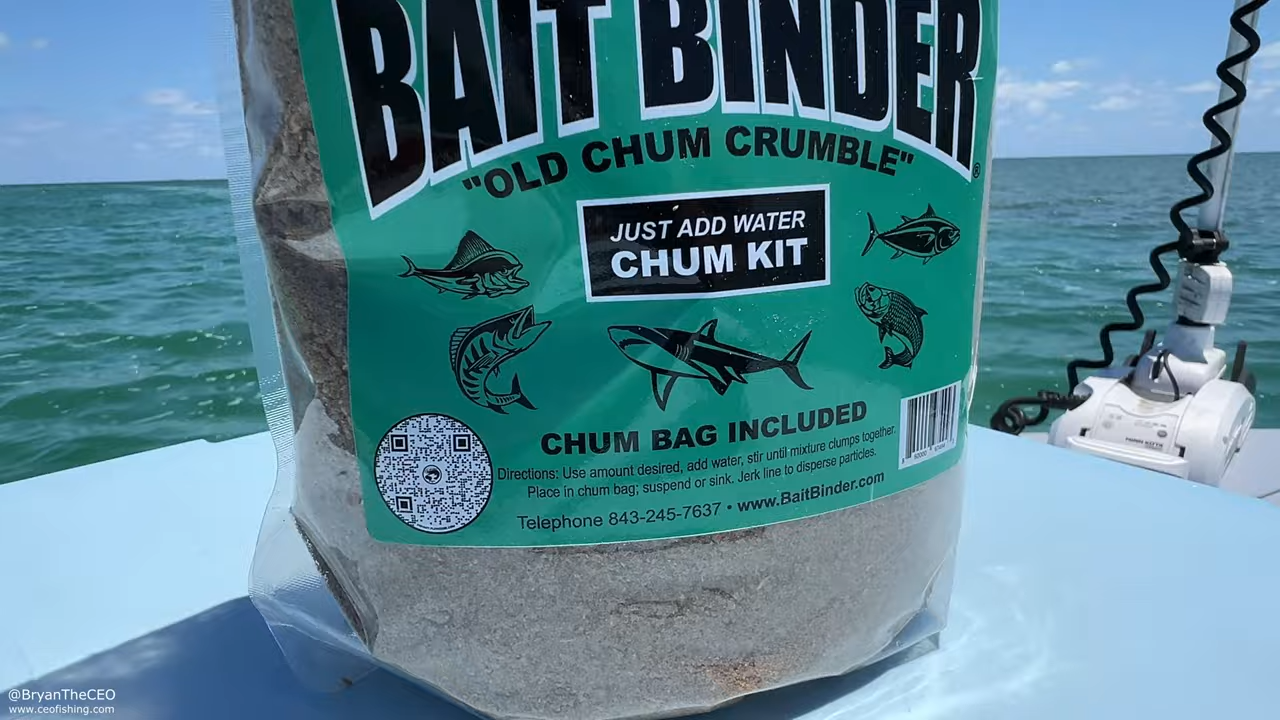 BAIT BINDER®
"OLD CHUM CRUMBLE"
JUST ADD WATER
CHUM KIT
CHUM BAG INCLUDED
Directions: Use amount desired, add water, stir until mixture clumps together.
Place in chum bag; suspend or sink. Jerk line to disperse particles.
Telephone 843-245-7637 • www.BaitBinder.com
@BryanTheCEO
www.ceofishing.com